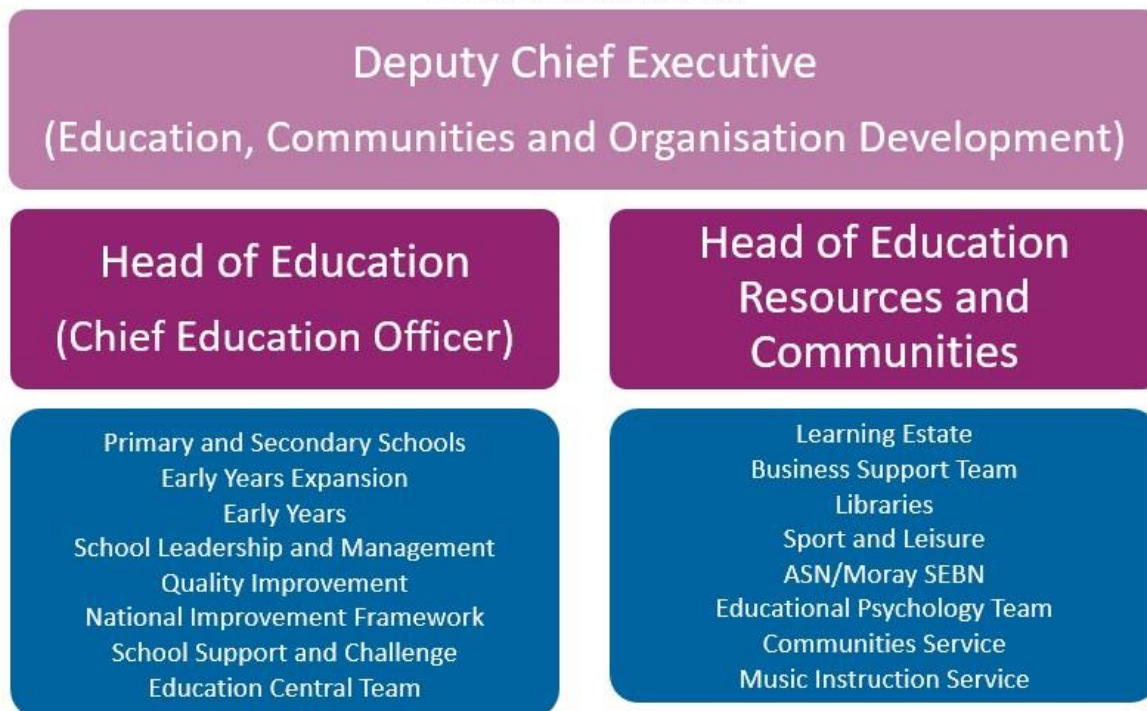 Deputy Chief Executive
(Education, Communities and Organisation Development)
Head of Education
(Chief Education Officer)
Head of Education
Resources and
Communities
Primary and Secondary Schools
Early Years Expansion
Early Years
School Leadership and Management
Quality Improvement
National Improvement Framework
School Support and Challenge
Education Central Team
Learning Estate
Business Support Team
Libraries
Sport and Leisure
ASN/Moray SEBN
Educational Psychology Team
Communities Service
Music Instruction Service